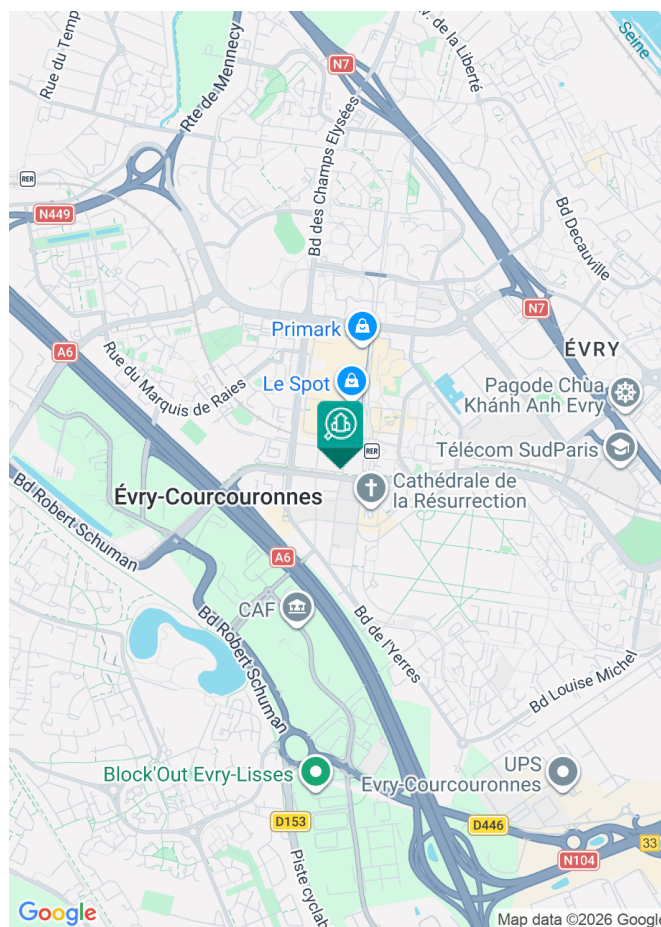 Rue du Temp
Rte de Mennecy
N7
Av. de la Liberté
Seine
Bd des Champs Elysées
RER
N449
Bd Decauville
N7
Primark
ÉVRY
A6
Rue du Marquis de Raies
Le Spot
Pagode Chùa
Khánh Anh Evry
RER
Télécom SudParis
Cathédrale de
la Résurrection
Évry-Courcouronnes
Bd Robert Schuman
A6
CAF
Bd Robert Schuman
Bd de l'Yerres
Bd Louise Michel
UPS
Evry-Courcouronnes
Block'Out Evry-Lisses
D153
D446
33
N104
Piste cyclab
Google
Map data ©2026 Google